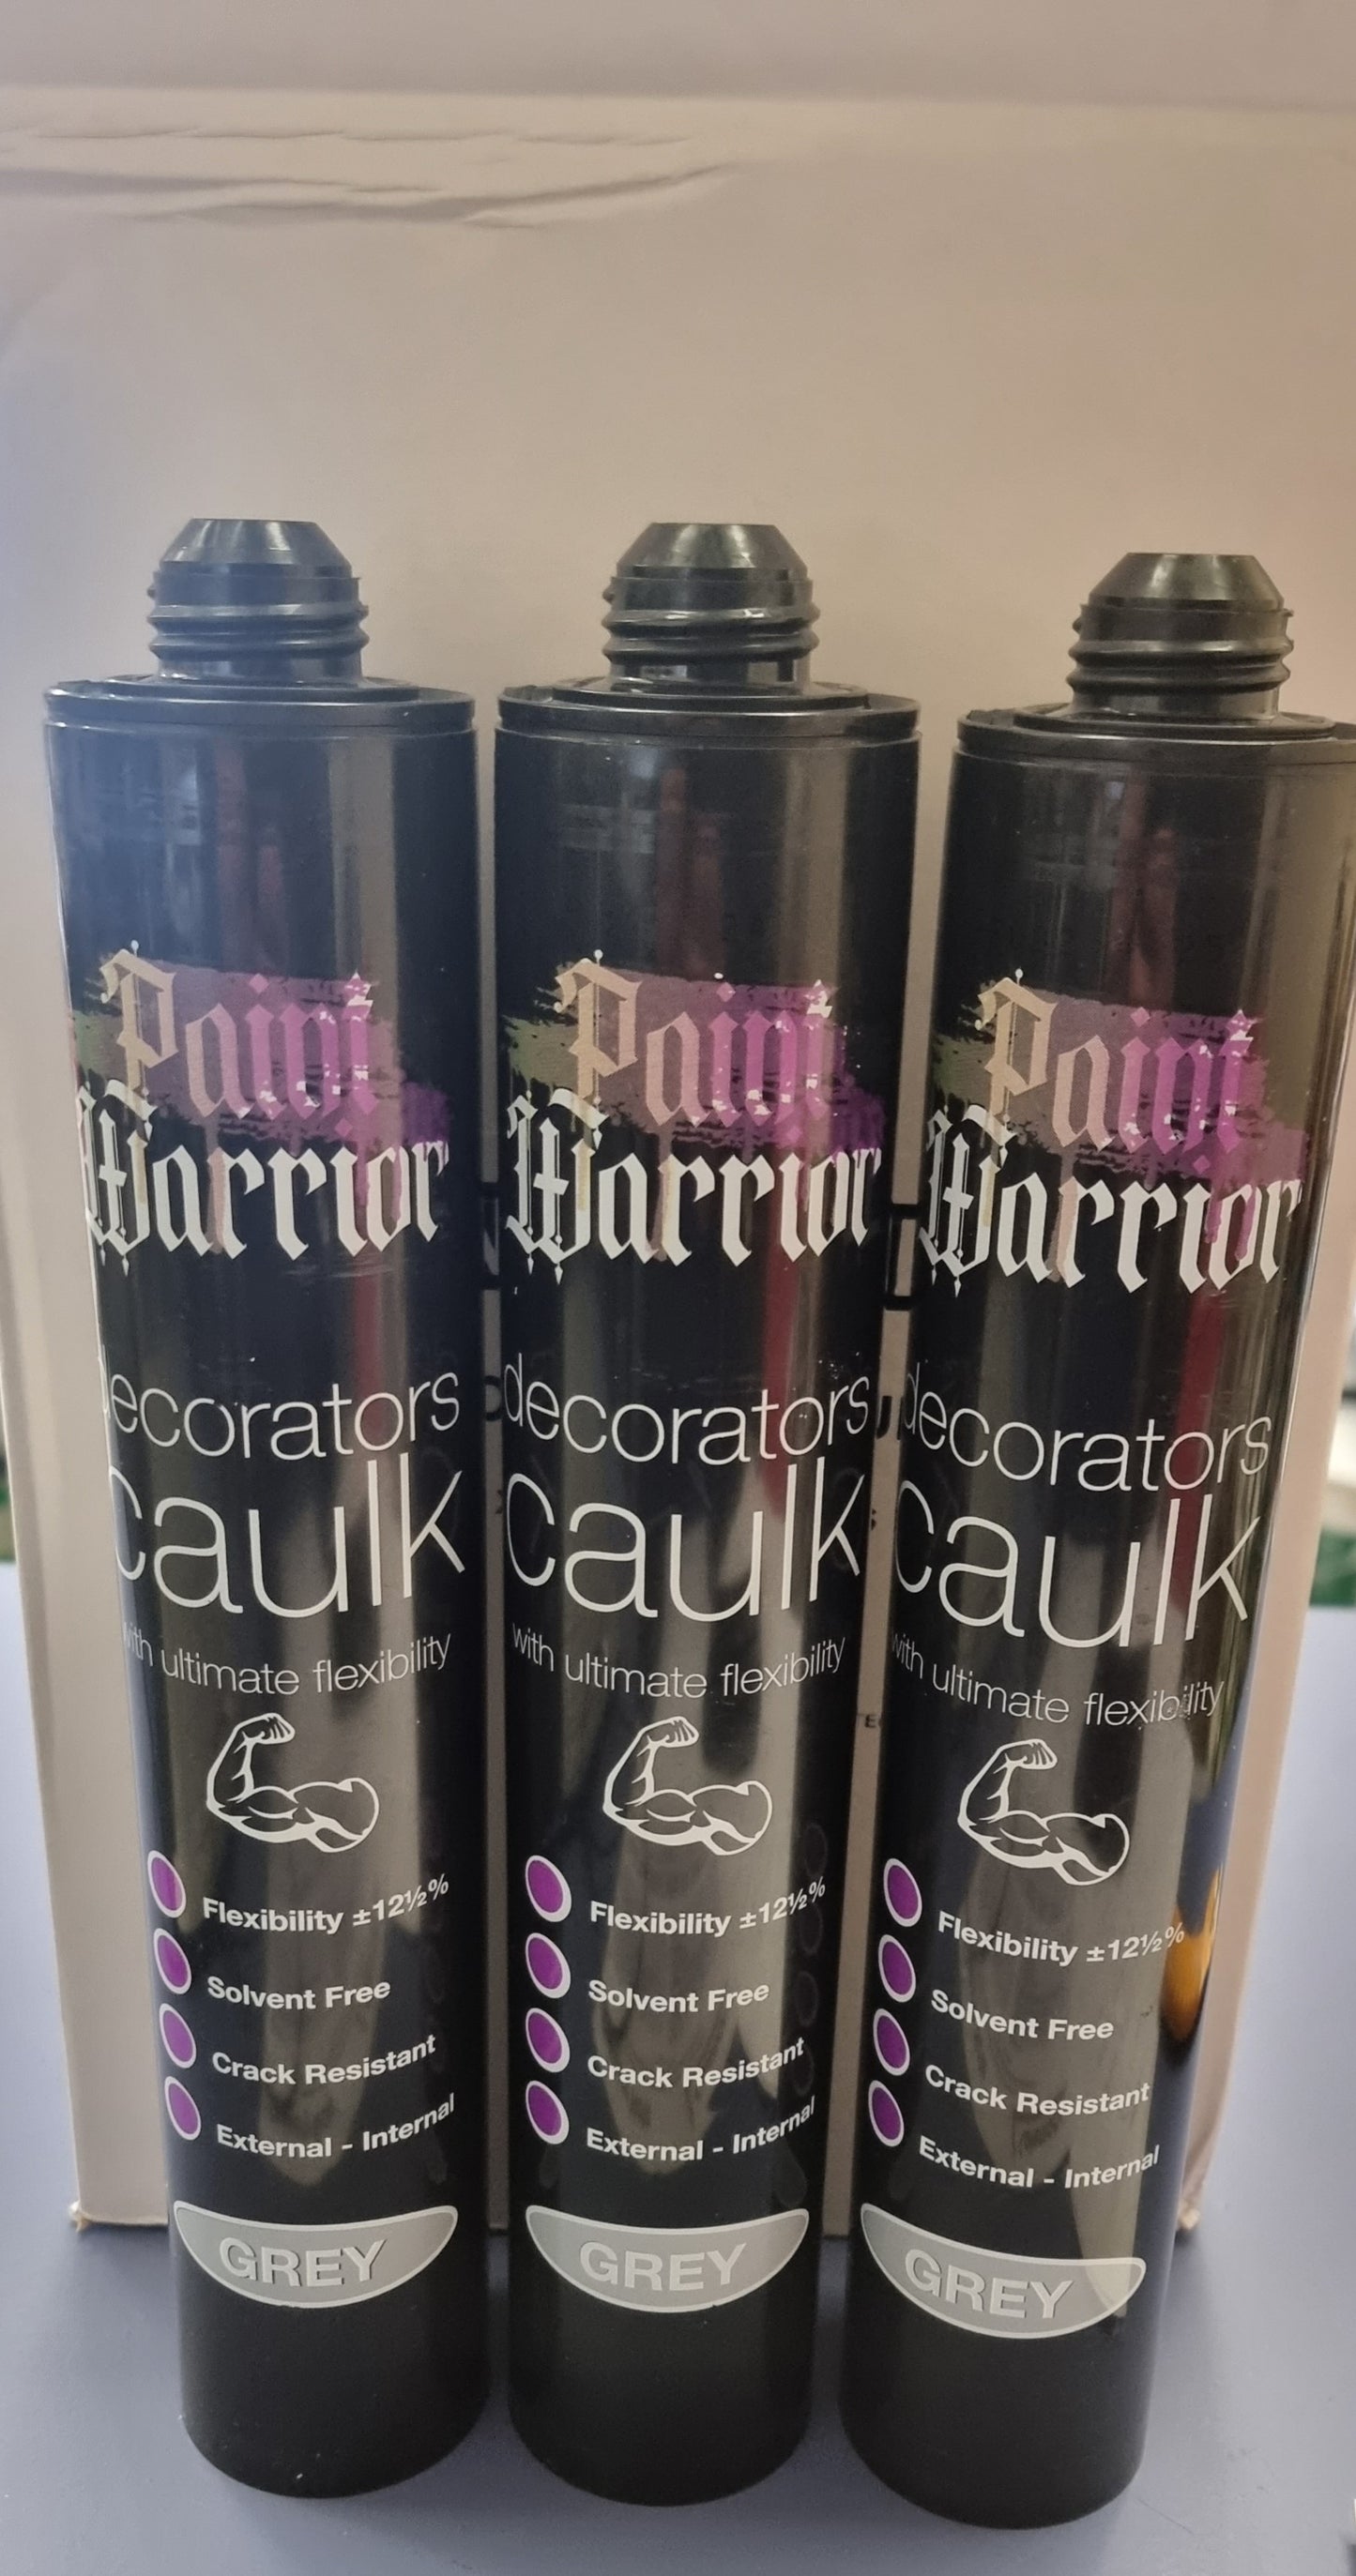 Paint
Warrior
decorators
caulk
with ultimate flexibility
Flexibility ±12½%
Solvent Free
Crack Resistant
External - Internal
GREY
Paint
Warrior
decorators
caulk
with ultimate flexibility
Flexibility ±12½%
Solvent Free
Crack Resistant
External - Internal
GREY
Paint
Warrior
decorators
caulk
with ultimate flexibility
Flexibility ±12½%
Solvent Free
Crack Resistant
External - Internal
GREY